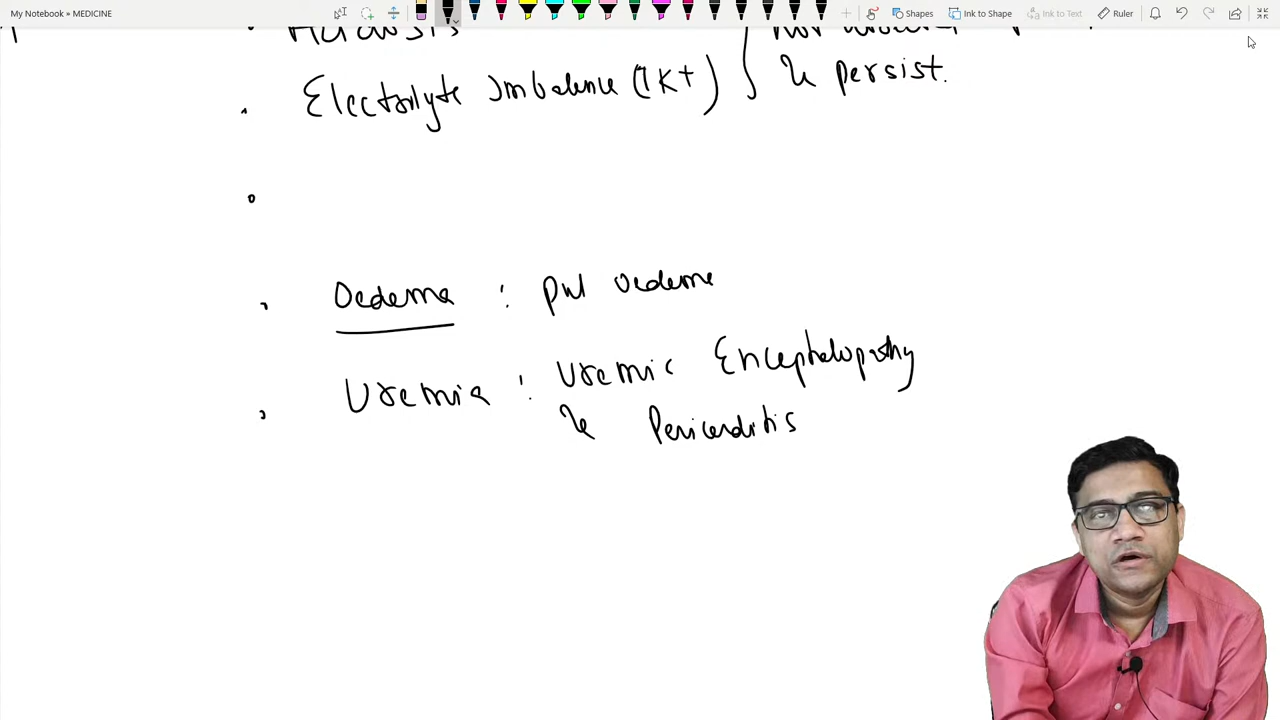 My Notebook » MEDICINE
Shapes Ink to Shape Ink to Text Ruler
Electrolyte Imbalence (↑K+) & persist.
Oedema : Pul oedema
Uremia : Uremic Encephalopathy
& Pericarditis